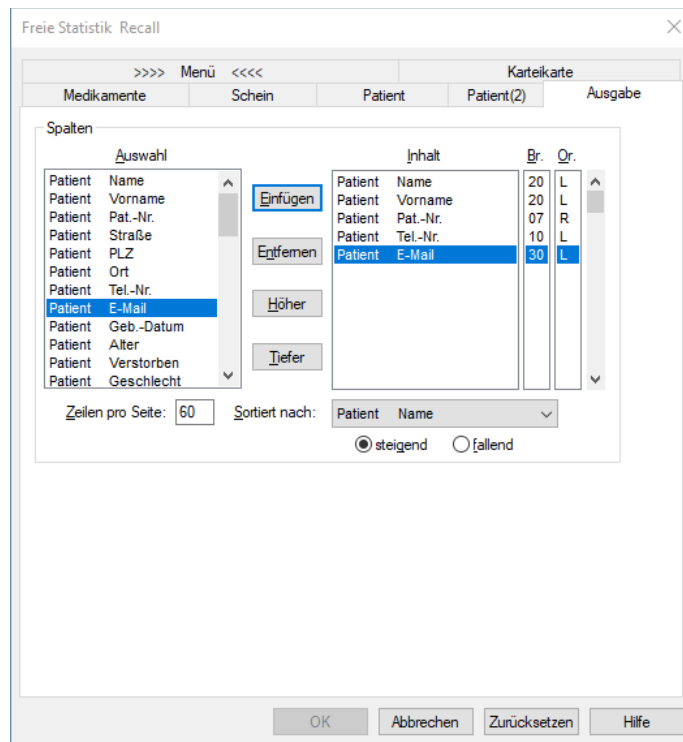 Freie Statistik Recall
>>>> Menü <<<<
Karteikarte
Medikamente
Schein
Patient
Patient(2)
Ausgabe
Spalten
Auswahl
Patient Name
Patient Vorname
Patient Pat.-Nr.
Patient Straße
Patient PLZ
Patient Ort
Patient Tel.-Nr.
Patient E-Mail
Patient Geb.-Datum
Patient Alter
Patient Verstorben
Patient Geschlecht
Einfügen
Entfernen
Höher
Tiefer
Inhalt Br. Or.
Patient Name 20 L
Patient Vorname 20 L
Patient Pat.-Nr. 07 R
Patient Tel.-Nr. 10 L
Patient E-Mail 30 L
Zeilen pro Seite: 60 Sortiert nach: Patient Name
steigend fallend
OK Abbrechen Zurücksetzen Hilfe